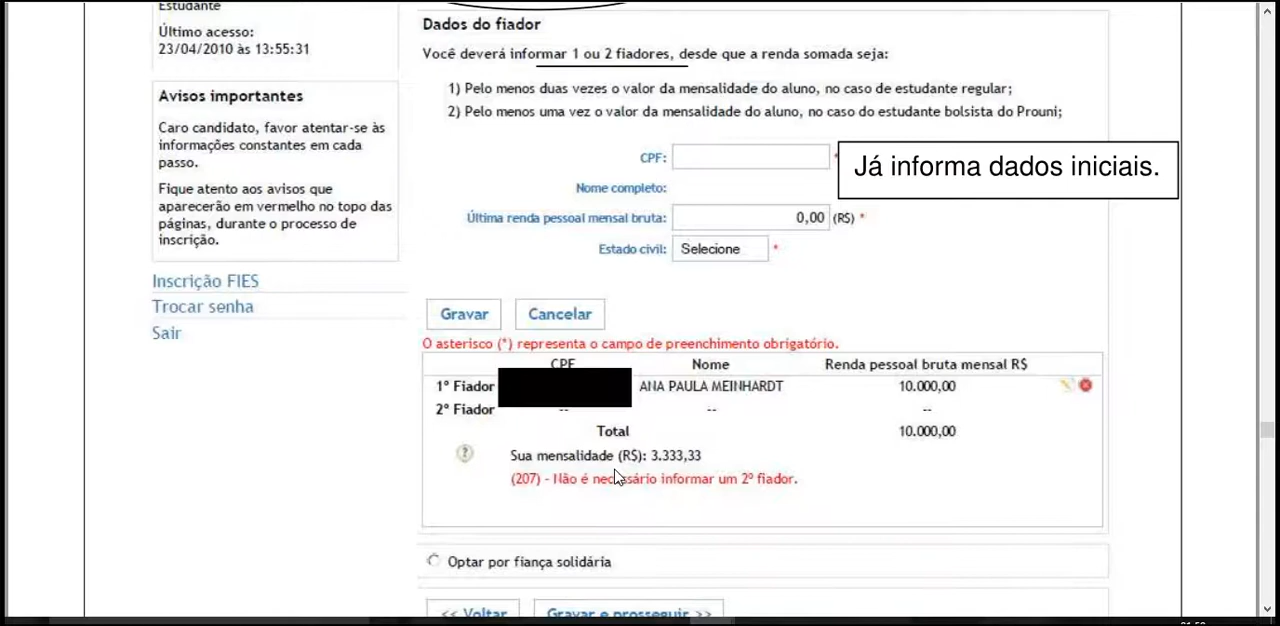 Estudante
Último acesso:
23/04/2010 às 13:55:31
Avisos importantes
Caro candidato, favor atentar-se às
informações constantes em cada
passo.
Fique atento aos avisos que
aparecerão em vermelho no topo das
páginas, durante o processo de
inscrição.
Inscrição FIES
Trocar senha
Sair
Dados do fiador
Você deverá informar 1 ou 2 fiadores, desde que a renda somada seja:
1) Pelo menos duas vezes o valor da mensalidade do aluno, no caso de estudante regular;
2) Pelo menos uma vez o valor da mensalidade do aluno, no caso do estudante bolsista do Prouni;
CPF: *
Já informa dados iniciais.
Nome completo:
Última renda pessoal mensal bruta: 0,00 (R$) *
Estado civil: Selecione *
Gravar Cancelar
O asterisco (*) representa o campo de preenchimento obrigatório.
CPF Nome Renda pessoal bruta mensal R$
1º Fiador ANA PAULA MEINHARDT 10.000,00
2º Fiador -- -- --
Total 10.000,00
? Sua mensalidade (R$): 3.333,33
(207) - Não é necessário informar um 2º fiador.
Optar por fiança solidária
<< Voltar Gravar e prosseguir >>